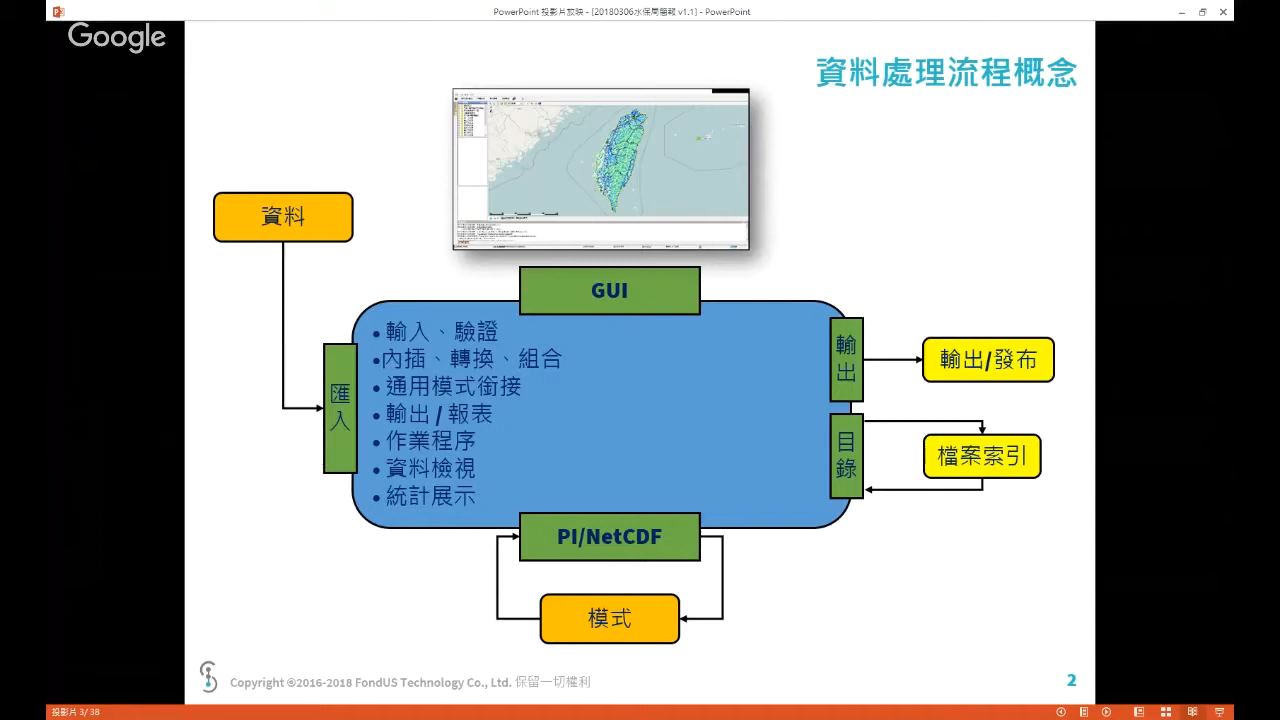 PowerPoint 投影片放映 - [20180306水保局簡報 v1.1] - PowerPoint
Google
資料處理流程概念
資料
GUI
匯入
• 輸入、驗證
•內插、轉換、組合
• 通用模式銜接
• 輸出 / 報表
• 作業程序
• 資料檢視
• 統計展示
輸出
輸出/發布
目錄
檔案索引
PI/NetCDF
模式
Copyright ©2016-2018 FondUS Technology Co., Ltd. 保留一切權利
2
投影片 3/ 38